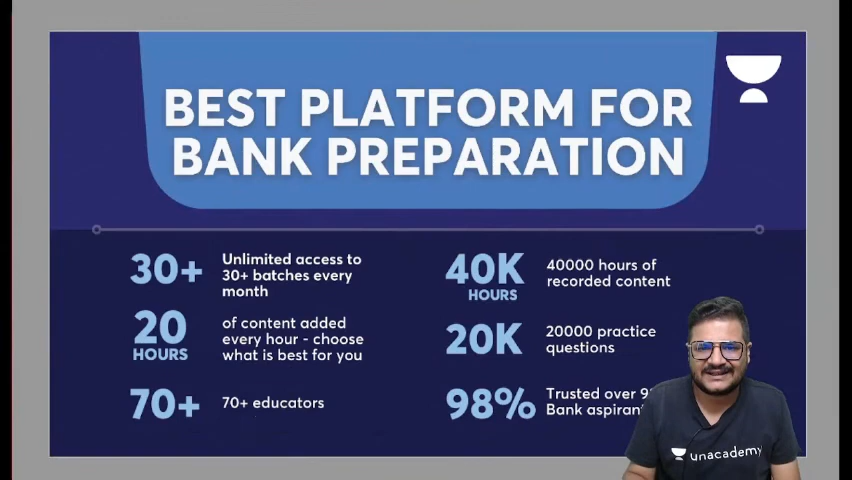 BEST PLATFORM FOR
BANK PREPARATION
30+
Unlimited access to
30+ batches every
month
20
HOURS
of content added
every hour - choose
what is best for you
70+
70+ educators
40K
HOURS
40000 hours of
recorded content
20K
20000 practice
questions
98%
Trusted over
Bank
unacademy